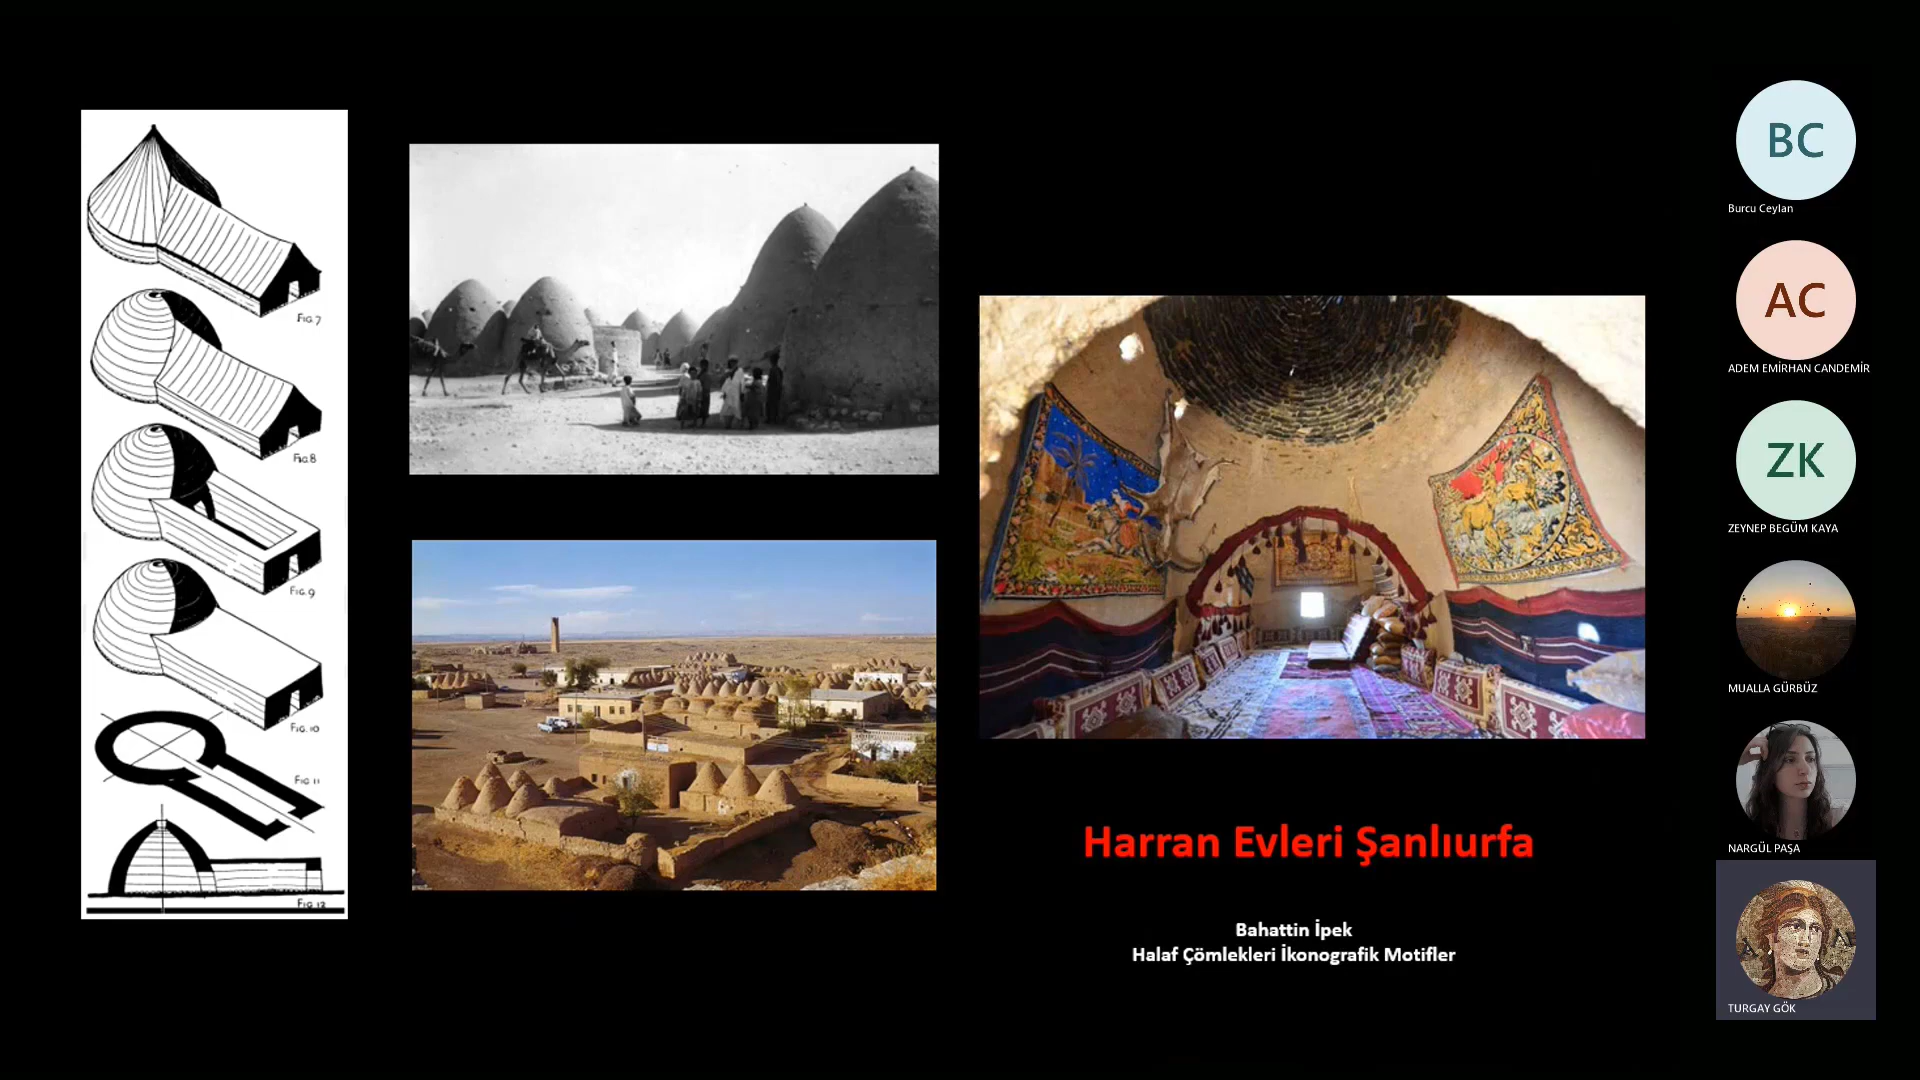 FIG.7
FIG.8
FIG.9
FIG.10
FIG 11
FIG.12
Harran Evleri Şanlıurfa
Bahattin İpek
Halaf Çömlekleri İkonografik Motifler
BC
Burcu Ceylan
AC
ADEM EMİRHAN CANDEMİR
ZK
ZEYNEP BEGÜM KAYA
MUALLA GÜRBÜZ
NARGÜL PAŞA
TURGAY GÖK